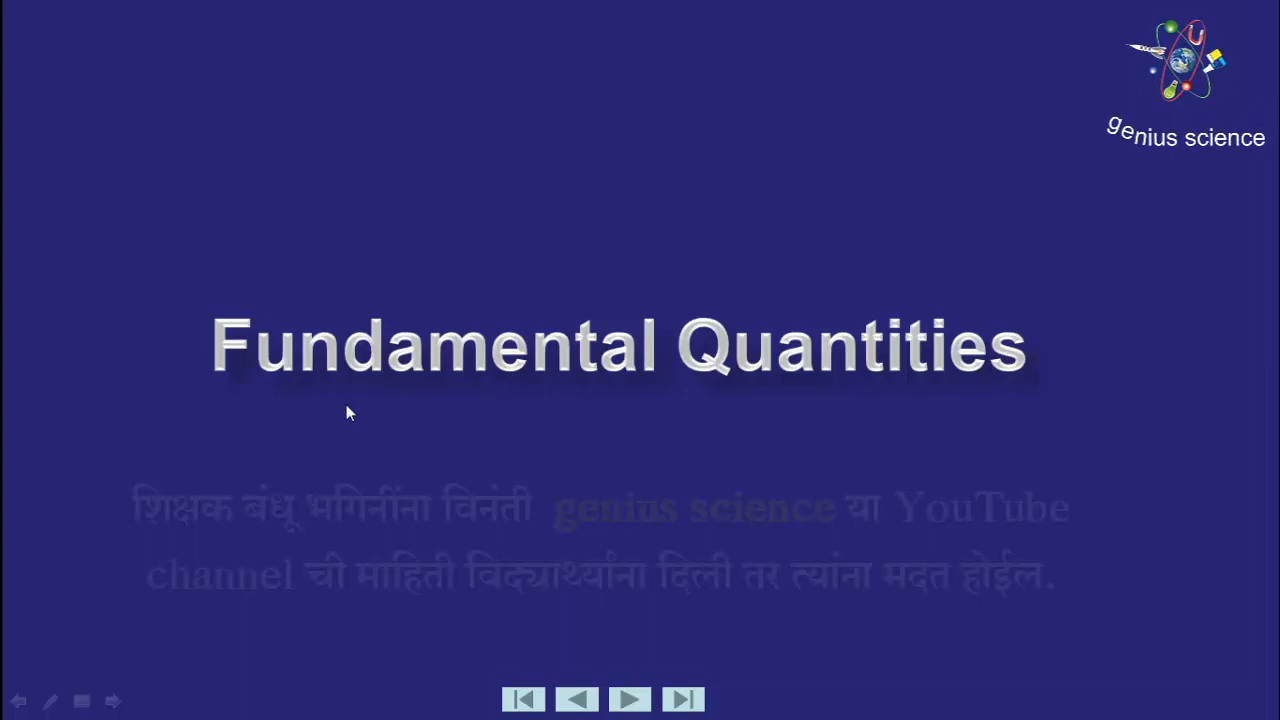 genius science
Fundamental Quantities
शिक्षक बंधू भगिनींना विनंती genius science या YouTube
channel ची माहिती विद्यार्थ्यांना दिली तर त्यांना मदत होईल.